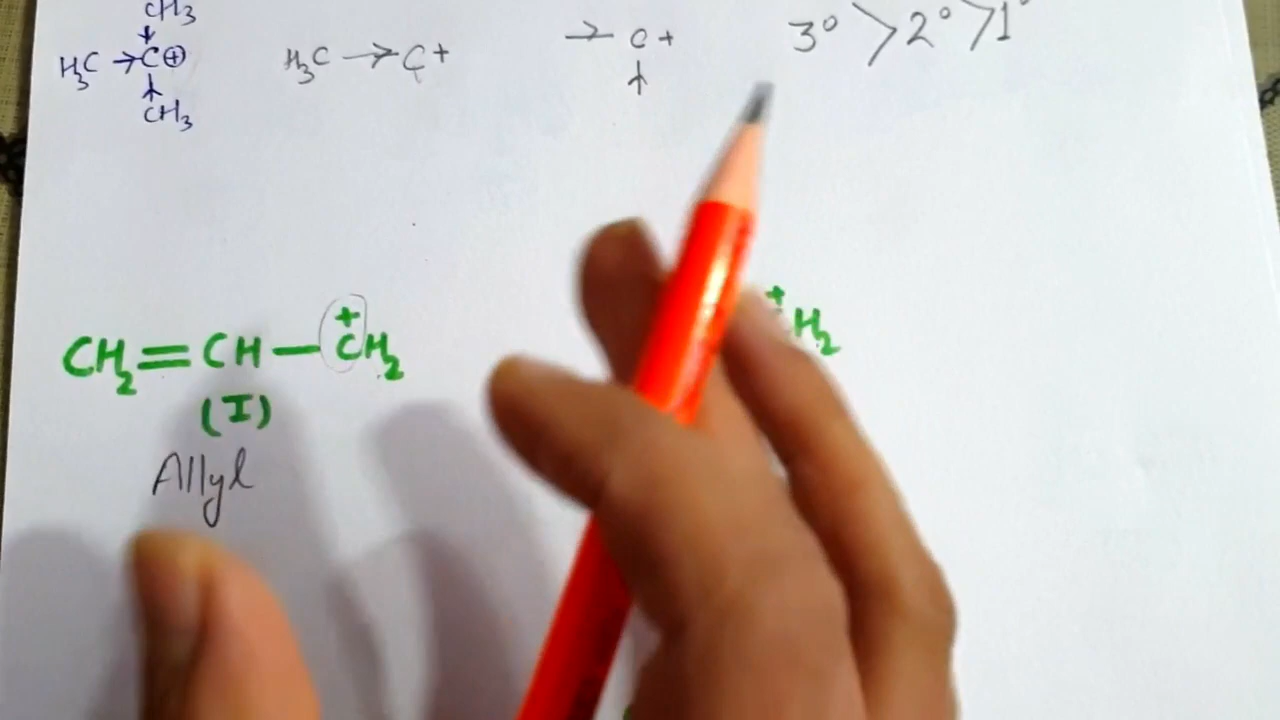 CH₃
H₃C → C⊕ H₃C → C+ → C + 3° > 2° > 1°
CH₃
CH₂ = CH — C⁺H₂ ⁺H₂
(I)
Allyl